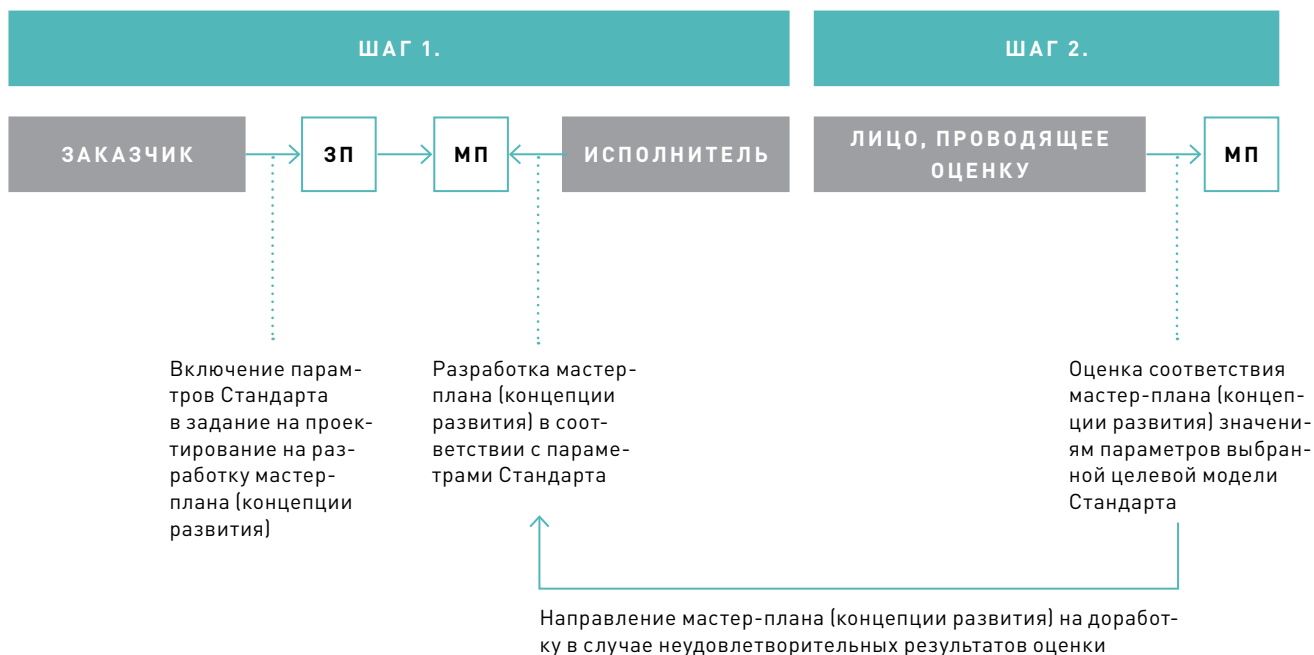 ШАГ 1.
ШАГ 2.
ЗАКАЗЧИК
ЗП
МП
ИСПОЛНИТЕЛЬ
ЛИЦО, ПРОВОДЯЩЕЕ
ОЦЕНКУ
МП
Включение парам-
тров Стандарта
в задание на проек-
тирование на раз-
работку мастер-
плана (концепции
развития)
Разработка мастер-
плана (концепции
развития) в соот-
ветствии с параме-
трами Стандарта
Оценка соответствия
мастер-плана (концеп-
ции развития) значени-
ям параметров выбран-
ной целевой модели
Стандарта
Направление мастер-плана (концепции развития) на доработ-
ку в случае неудовлетворительных результатов оценки